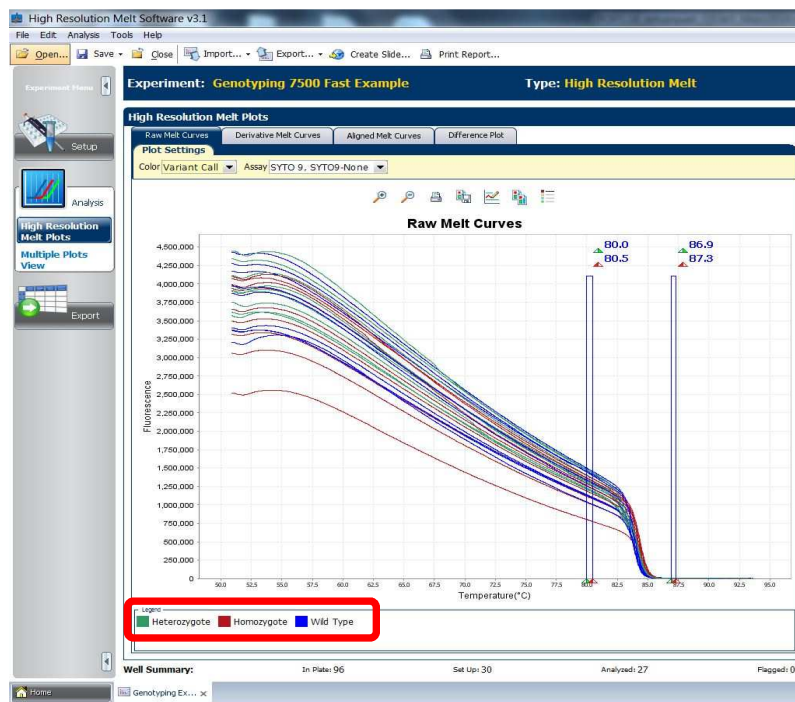 High Resolution Melt Software v3.1
File Edit Analysis Tools Help
Open... Save Close Import... Export... Create Slide... Print Report...
Experiment Menu
Experiment: Genotyping 7500 Fast Example Type: High Resolution Melt
Setup
Analysis
High Resolution
Melt Plots
Multiple Plots
View
Export
High Resolution Melt Plots
Raw Melt Curves Derivative Melt Curves Aligned Melt Curves Difference Plot
Plot Settings
Color Variant Call Assay SYTO 9, SYTO9-None
Raw Melt Curves
80.0 86.9
80.5 87.3
4,500,000
4,250,000
4,000,000
3,750,000
3,500,000
3,250,000
3,000,000
2,750,000
2,500,000
2,250,000
2,000,000
1,750,000
1,500,000
1,250,000
1,000,000
750,000
500,000
250,000
0
Fluorescence
50.0 52.5 55.0 57.5 60.0 62.5 65.0 67.5 70.0 72.5 75.0 77.5 80.0 82.5 85.0 87.5 90.0 92.5 95.0
Temperature(°C)
Legend
Heterozygote Homozygote Wild Type
Well Summary: In Plate: 96 Set Up: 30 Analyzed: 27 Flagged: 0
Home Genotyping Ex... x